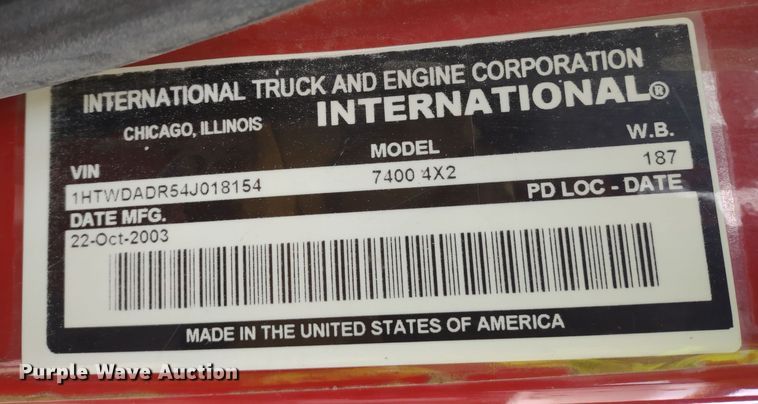 INTERNATIONAL TRUCK AND ENGINE CORPORATION
CHICAGO, ILLINOIS INTERNATIONAL®
VIN MODEL W.B.
1HTWDADR54J018154 7400 4X2 187
DATE MFG. PD LOC - DATE
22-Oct-2003
MADE IN THE UNITED STATES OF AMERICA
Purple Wave Auction